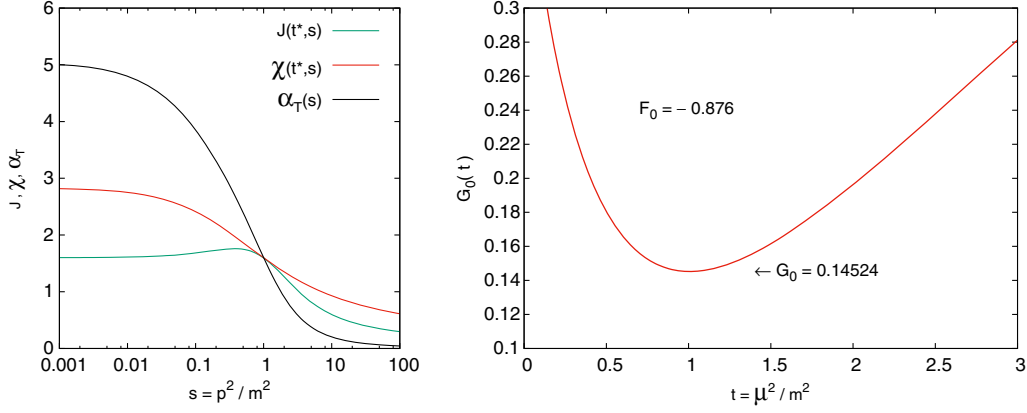 J(t*,s)
χ(t*,s)
α_T(s)
J , χ, α_T
6
5
4
3
2
1
0
0.001 0.01 0.1 1 10 100
s = p² / m²
G₀( t )
0.3
0.28
0.26
0.24
0.22
0.2
0.18
0.16
0.14
0.12
0.1
F₀ = − 0.876
← G₀ = 0.14524
0 0.5 1 1.5 2 2.5 3
t = μ² / m²